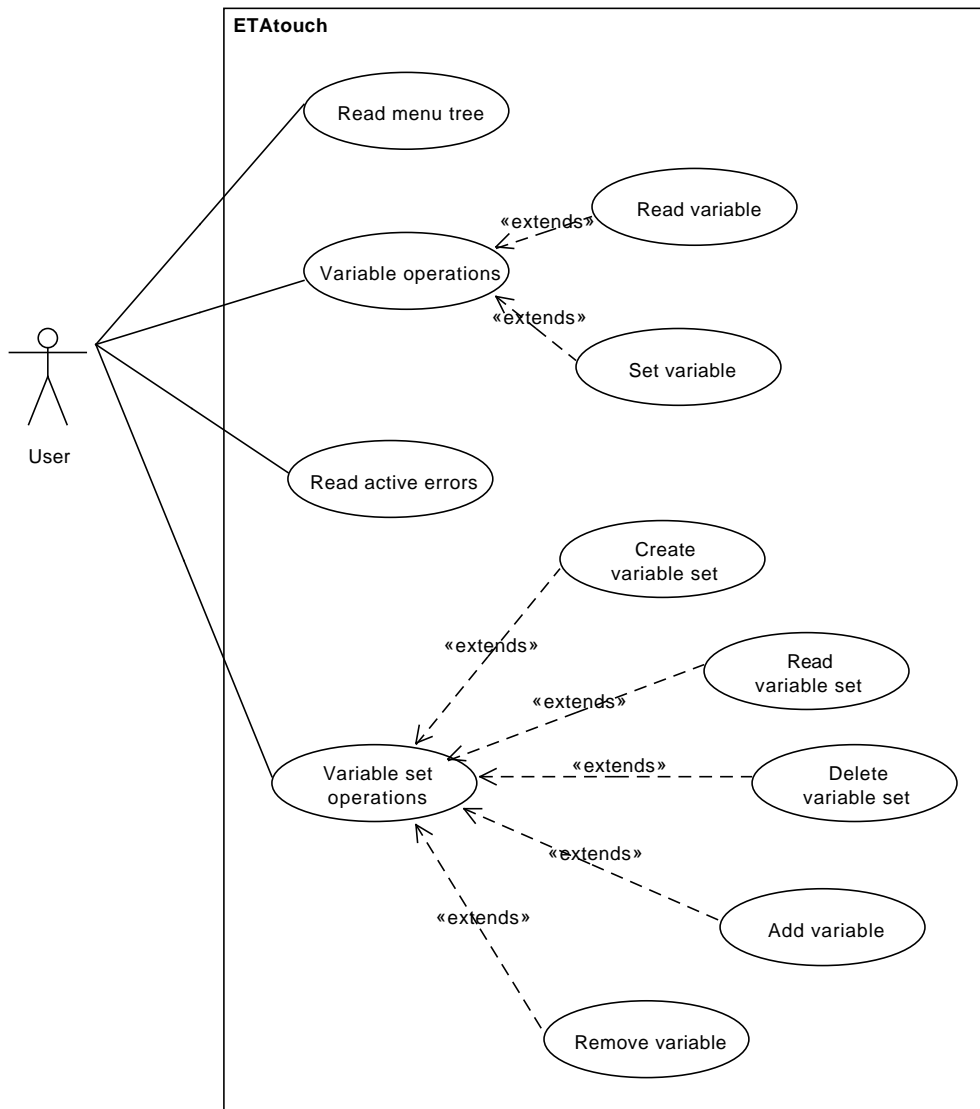 ETAtouch
Read menu tree
Read variable
«extends»
Variable operations
«extends»
Set variable
User
Read active errors
Create
variable set
«extends»
Read
variable set
«extends»
Variable set
operations
«extends»
Delete
variable set
«extends»
Add variable
«extends»
Remove variable